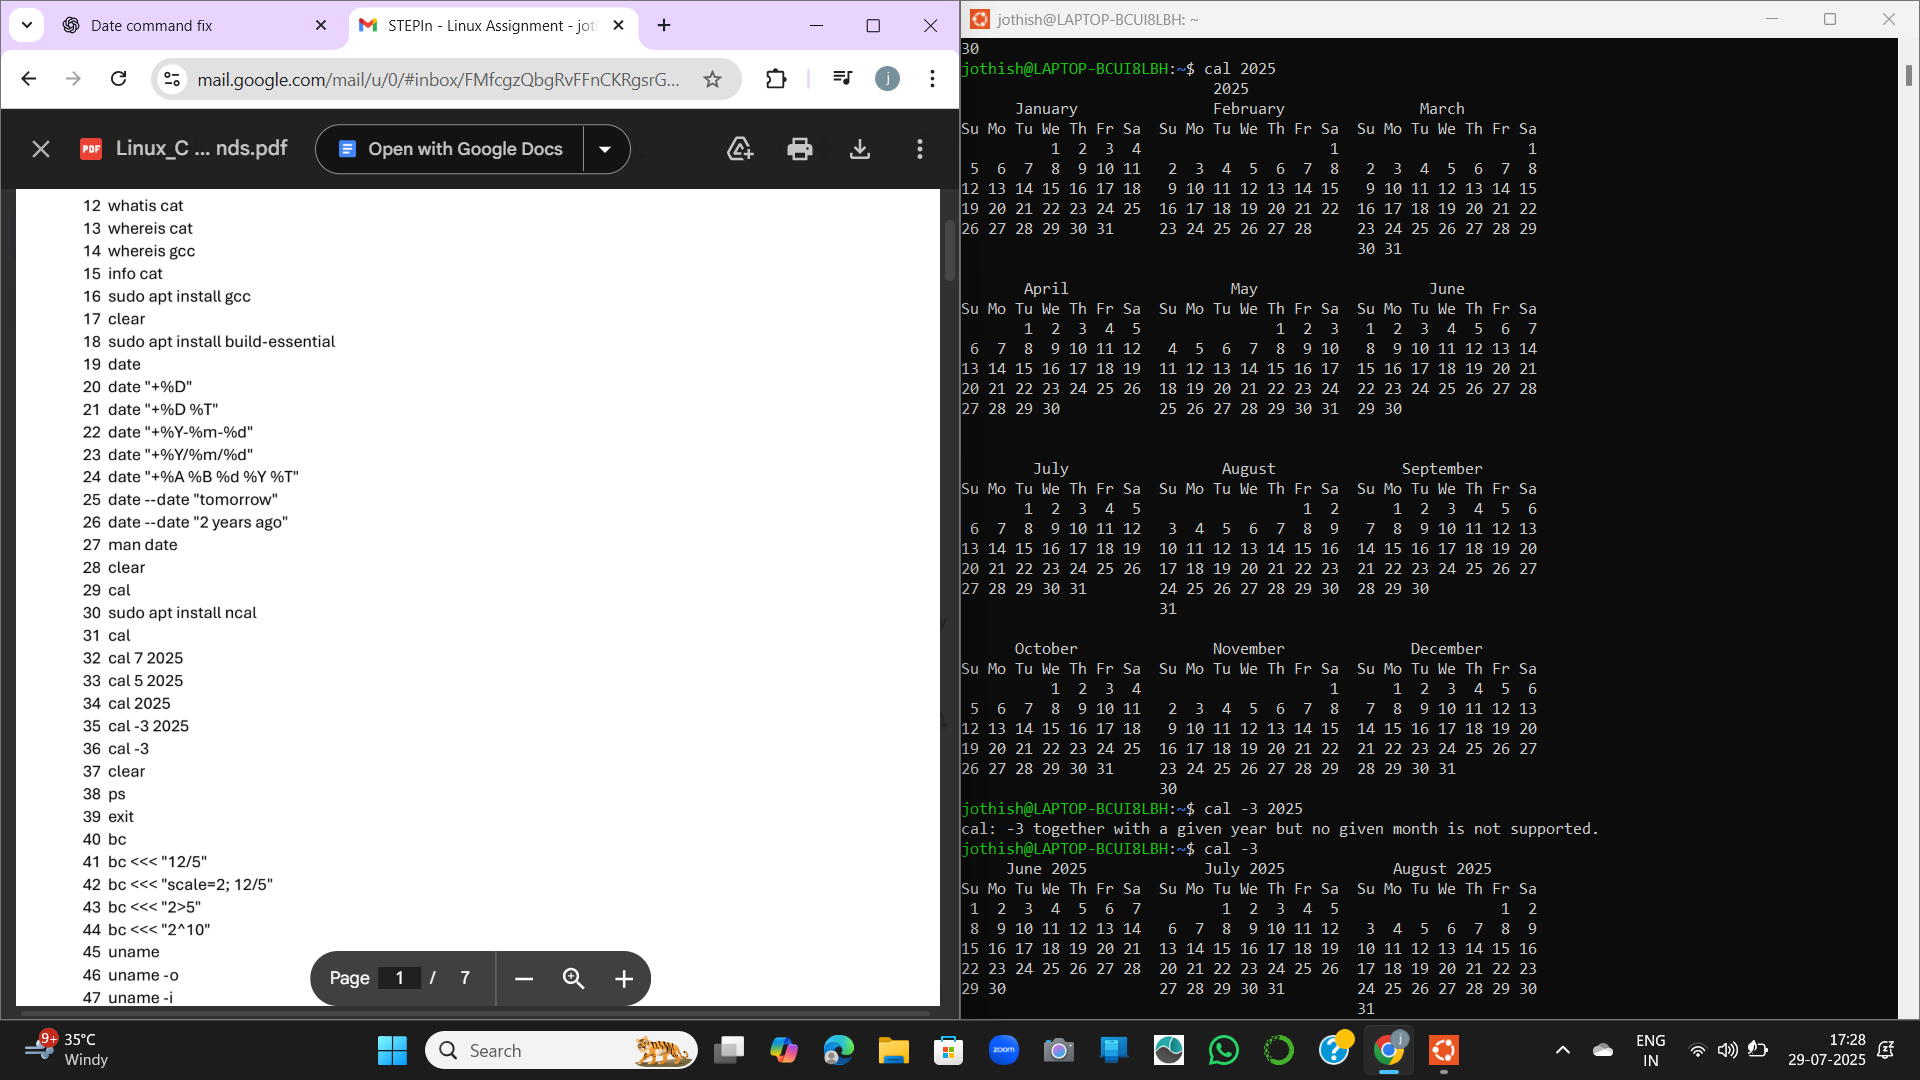 Date command fix
STEPIn - Linux Assignment - jot
mail.google.com/mail/u/0/#inbox/FMfcgzQbgRvFFnCKRgsrG...
j
PDF
Linux_C ... nds.pdf
Open with Google Docs
12 whatis cat
13 whereis cat
14 whereis gcc
15 info cat
16 sudo apt install gcc
17 clear
18 sudo apt install build-essential
19 date
20 date "+%D"
21 date "+%D %T"
22 date "+%Y-%m-%d"
23 date "+%Y/%m/%d"
24 date "+%A %B %d %Y %T"
25 date --date "tomorrow"
26 date --date "2 years ago"
27 man date
28 clear
29 cal
30 sudo apt install ncal
31 cal
32 cal 7 2025
33 cal 5 2025
34 cal 2025
35 cal -3 2025
36 cal -3
37 clear
38 ps
39 exit
40 bc
41 bc <<< "12/5"
42 bc <<< "scale=2; 12/5"
43 bc <<< "2>5"
44 bc <<< "2^10"
45 uname
46 uname -o
47 uname -i
Page 1 / 7
jothish@LAPTOP-BCUI8LBH: ~
30
jothish@LAPTOP-BCUI8LBH:~$ cal 2025
                            2025
      January               February               March
Su Mo Tu We Th Fr Sa  Su Mo Tu We Th Fr Sa  Su Mo Tu We Th Fr Sa
          1  2  3  4                     1                     1
 5  6  7  8  9 10 11   2  3  4  5  6  7  8   2  3  4  5  6  7  8
12 13 14 15 16 17 18   9 10 11 12 13 14 15   9 10 11 12 13 14 15
19 20 21 22 23 24 25  16 17 18 19 20 21 22  16 17 18 19 20 21 22
26 27 28 29 30 31     23 24 25 26 27 28     23 24 25 26 27 28 29
                                            30 31
       April                  May                   June
Su Mo Tu We Th Fr Sa  Su Mo Tu We Th Fr Sa  Su Mo Tu We Th Fr Sa
       1  2  3  4  5               1  2  3   1  2  3  4  5  6  7
 6  7  8  9 10 11 12   4  5  6  7  8  9 10   8  9 10 11 12 13 14
13 14 15 16 17 18 19  11 12 13 14 15 16 17  15 16 17 18 19 20 21
20 21 22 23 24 25 26  18 19 20 21 22 23 24  22 23 24 25 26 27 28
27 28 29 30           25 26 27 28 29 30 31  29 30
        July                 August              September
Su Mo Tu We Th Fr Sa  Su Mo Tu We Th Fr Sa  Su Mo Tu We Th Fr Sa
       1  2  3  4  5                  1  2      1  2  3  4  5  6
 6  7  8  9 10 11 12   3  4  5  6  7  8  9   7  8  9 10 11 12 13
13 14 15 16 17 18 19  10 11 12 13 14 15 16  14 15 16 17 18 19 20
20 21 22 23 24 25 26  17 18 19 20 21 22 23  21 22 23 24 25 26 27
27 28 29 30 31        24 25 26 27 28 29 30  28 29 30
                      31
      October               November              December
Su Mo Tu We Th Fr Sa  Su Mo Tu We Th Fr Sa  Su Mo Tu We Th Fr Sa
          1  2  3  4                     1      1  2  3  4  5  6
 5  6  7  8  9 10 11   2  3  4  5  6  7  8   7  8  9 10 11 12 13
12 13 14 15 16 17 18   9 10 11 12 13 14 15  14 15 16 17 18 19 20
19 20 21 22 23 24 25  16 17 18 19 20 21 22  21 22 23 24 25 26 27
26 27 28 29 30 31     23 24 25 26 27 28 29  28 29 30 31
                      30
jothish@LAPTOP-BCUI8LBH:~$ cal -3 2025
cal: -3 together with a given year but no given month is not supported.
jothish@LAPTOP-BCUI8LBH:~$ cal -3
     June 2025             July 2025            August 2025
Su Mo Tu We Th Fr Sa  Su Mo Tu We Th Fr Sa  Su Mo Tu We Th Fr Sa
 1  2  3  4  5  6  7         1  2  3  4  5                  1  2
 8  9 10 11 12 13 14   6  7  8  9 10 11 12   3  4  5  6  7  8  9
15 16 17 18 19 20 21  13 14 15 16 17 18 19  10 11 12 13 14 15 16
22 23 24 25 26 27 28  20 21 22 23 24 25 26  17 18 19 20 21 22 23
29 30                 27 28 29 30 31        24 25 26 27 28 29 30
                                            31
9+
35°C
Windy
Search
zoom
j
ENG
IN
17:28
29-07-2025